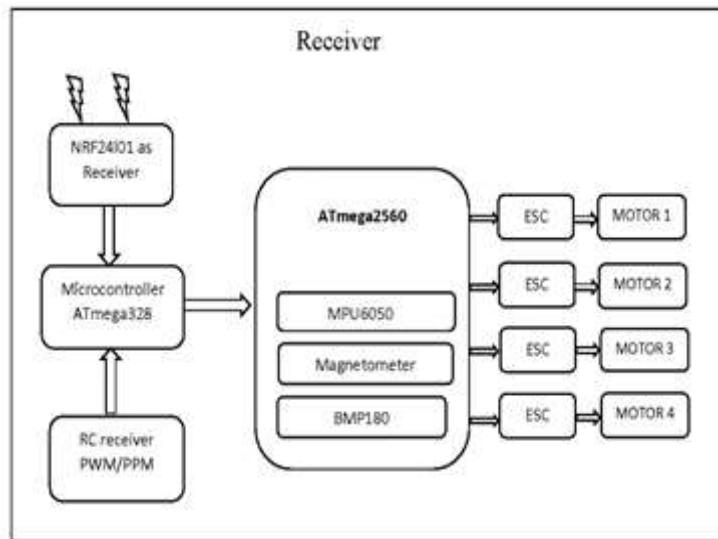 Receiver
NRF24l01 as
Receiver
Microcontroller
ATmega328
RC receiver
PWM/PPM
ATmega2560
MPU6050
Magnetometer
BMP180
ESC
MOTOR 1
ESC
MOTOR 2
ESC
MOTOR 3
ESC
MOTOR 4